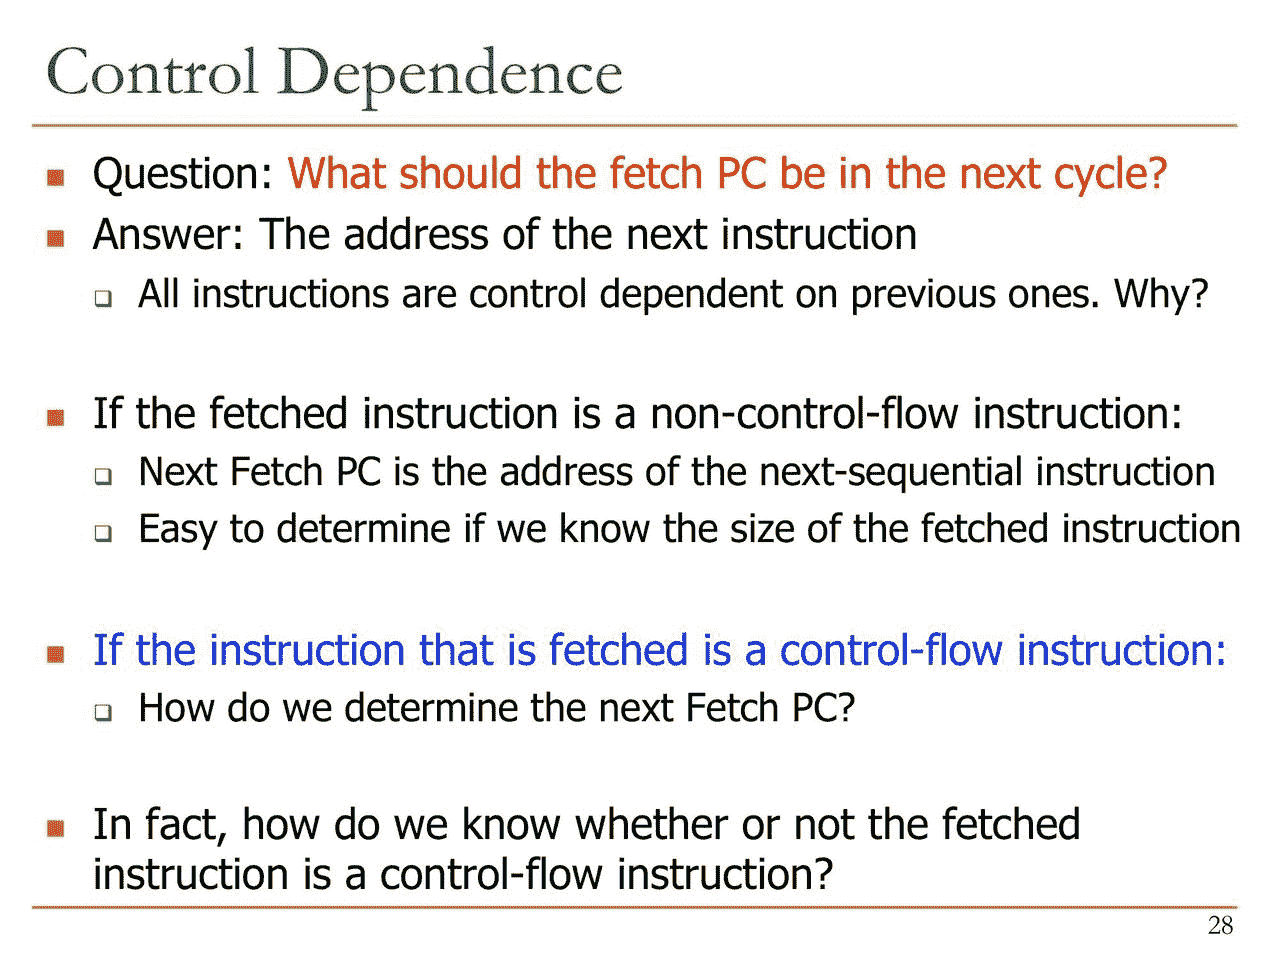 Control Dependence
Question: What should the fetch PC be in the next cycle?
Answer: The address of the next instruction
All instructions are control dependent on previous ones. Why?
If the fetched instruction is a non-control-flow instruction:
Next Fetch PC is the address of the next-sequential instruction
Easy to determine if we know the size of the fetched instruction
If the instruction that is fetched is a control-flow instruction:
How do we determine the next Fetch PC?
In fact, how do we know whether or not the fetched
instruction is a control-flow instruction?
28